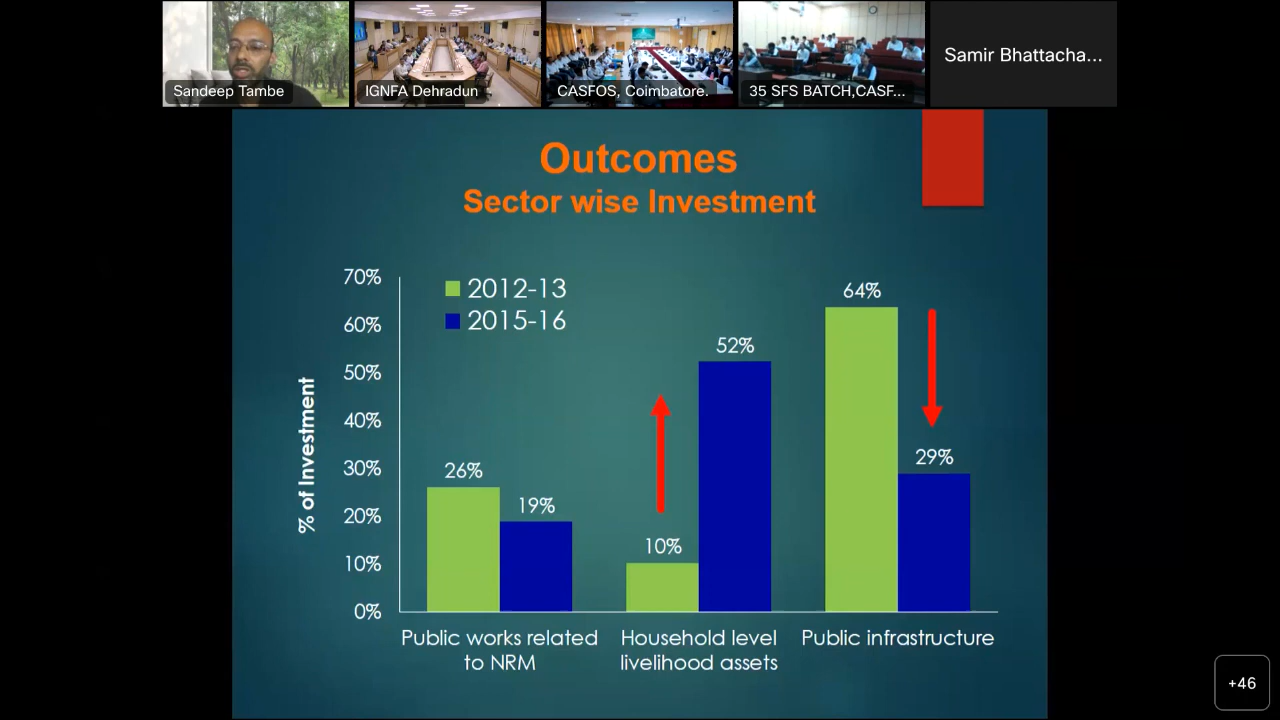 Sandeep Tambe
IGNFA Dehradun
CASFOS, Coimbatore.
35 SFS BATCH,CASF...
Samir Bhattacha...
Outcomes
Sector wise Investment
70%
60%
50%
40%
30%
20%
10%
0%
% of Investment
2012-13
2015-16
26%
19%
10%
52%
64%
29%
Public works related
to NRM
Household level
livelihood assets
Public infrastructure
+46